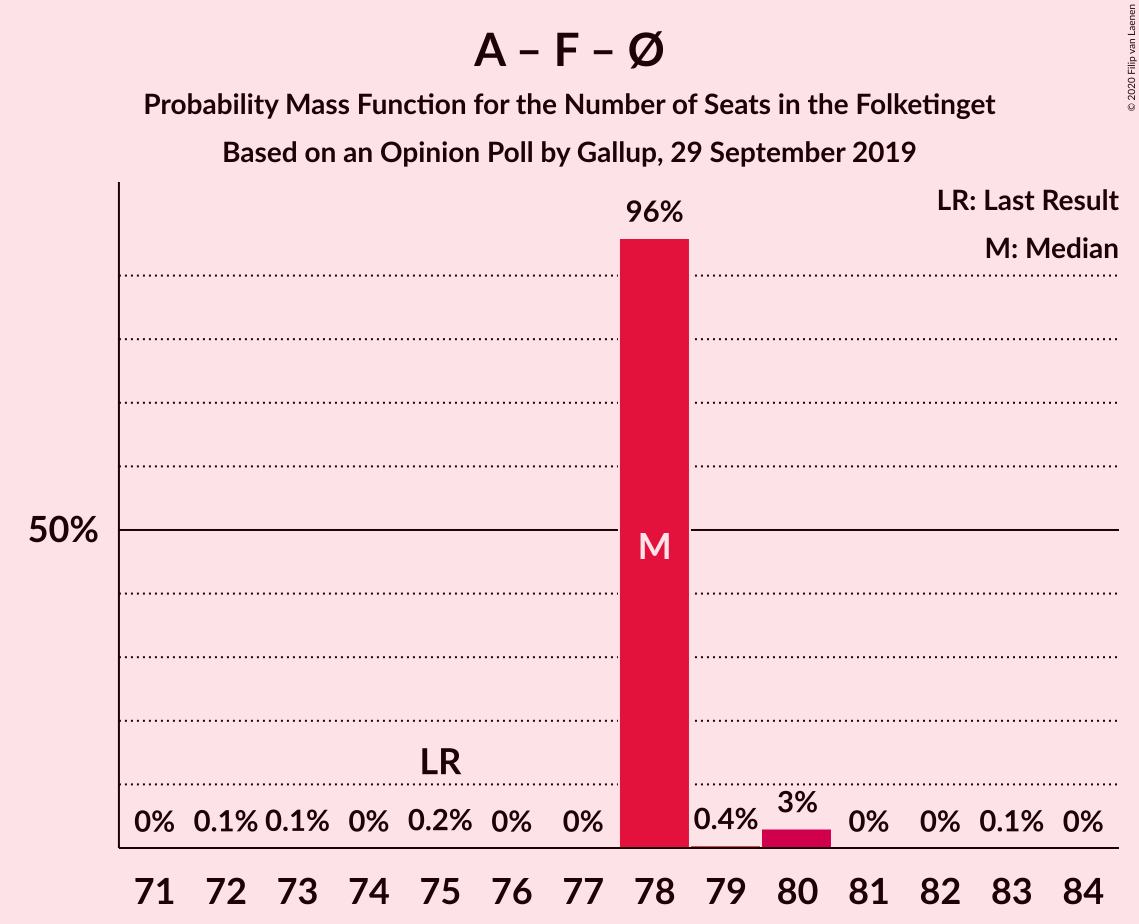 A – F – Ø
Probability Mass Function for the Number of Seats in the Folketinget
Based on an Opinion Poll by Gallup, 29 September 2019
© 2020 Filip van Laenen
LR: Last Result
M: Median
96%
50%
M
LR
0% 0.1% 0.1% 0% 0.2% 0% 0% 0.4% 3% 0% 0% 0.1% 0%
71 72 73 74 75 76 77 78 79 80 81 82 83 84